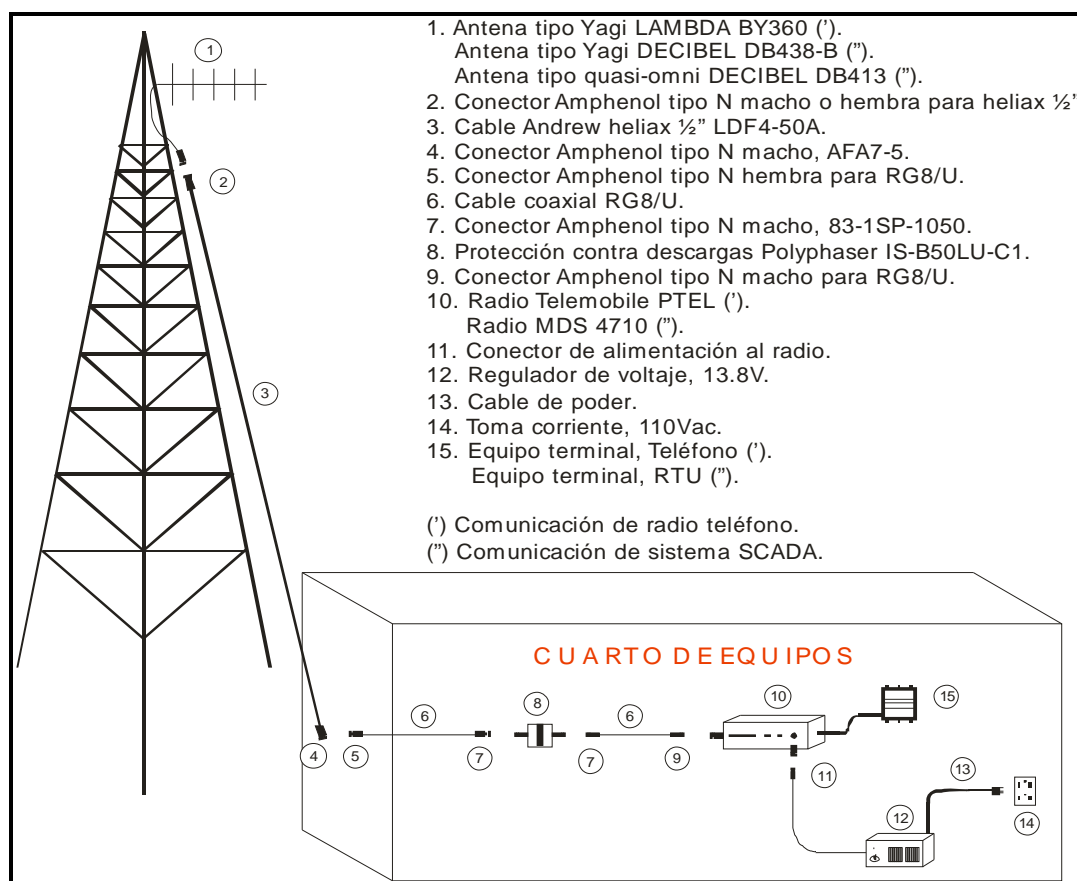 1. Antena tipo Yagi LAMBDA BY360 (').
Antena tipo Yagi DECIBEL DB438-B (").
Antena tipo quasi-omni DECIBEL DB413 (").
2. Conector Amphenol tipo N macho o hembra para heliax ½"
3. Cable Andrew heliax ½" LDF4-50A.
4. Conector Amphenol tipo N macho, AFA7-5.
5. Conector Amphenol tipo N hembra para RG8/U.
6. Cable coaxial RG8/U.
7. Conector Amphenol tipo N macho, 83-1SP-1050.
8. Protección contra descargas Polyphaser IS-B50LU-C1.
9. Conector Amphenol tipo N macho para RG8/U.
10. Radio Telemobile PTEL (').
Radio MDS 4710 (").
11. Conector de alimentación al radio.
12. Regulador de voltaje, 13.8V.
13. Cable de poder.
14. Toma corriente, 110Vac.
15. Equipo terminal, Teléfono (').
Equipo terminal, RTU (").
(') Comunicación de radio teléfono.
(") Comunicación de sistema SCADA.
1
2
3
CUARTO DE EQUIPOS
4
5
6
7
8
7
6
9
10
15
11
12
13
14